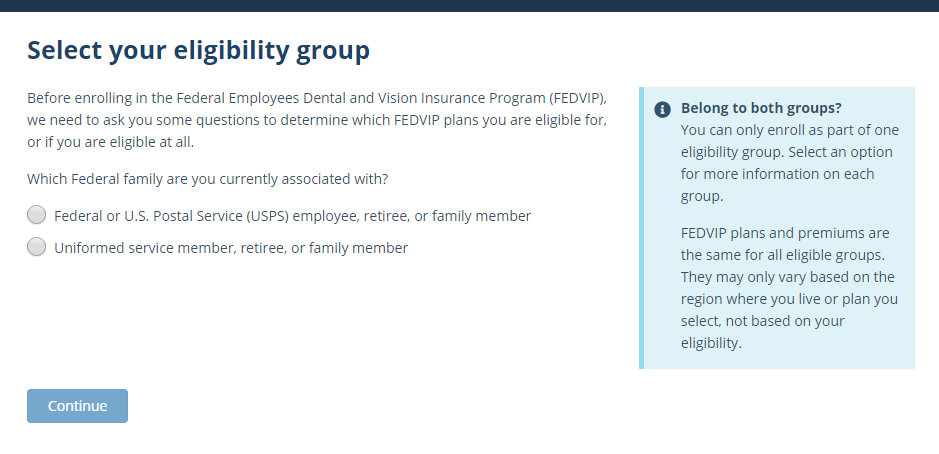 Select your eligibility group
Before enrolling in the Federal Employees Dental and Vision Insurance Program (FEDVIP),
we need to ask you some questions to determine which FEDVIP plans you are eligible for,
or if you are eligible at all.
Which Federal family are you currently associated with?
Federal or U.S. Postal Service (USPS) employee, retiree, or family member
Uniformed service member, retiree, or family member
Continue
Belong to both groups?
You can only enroll as part of one
eligibility group. Select an option
for more information on each
group.
FEDVIP plans and premiums are
the same for all eligible groups.
They may only vary based on the
region where you live or plan you
select, not based on your
eligibility.